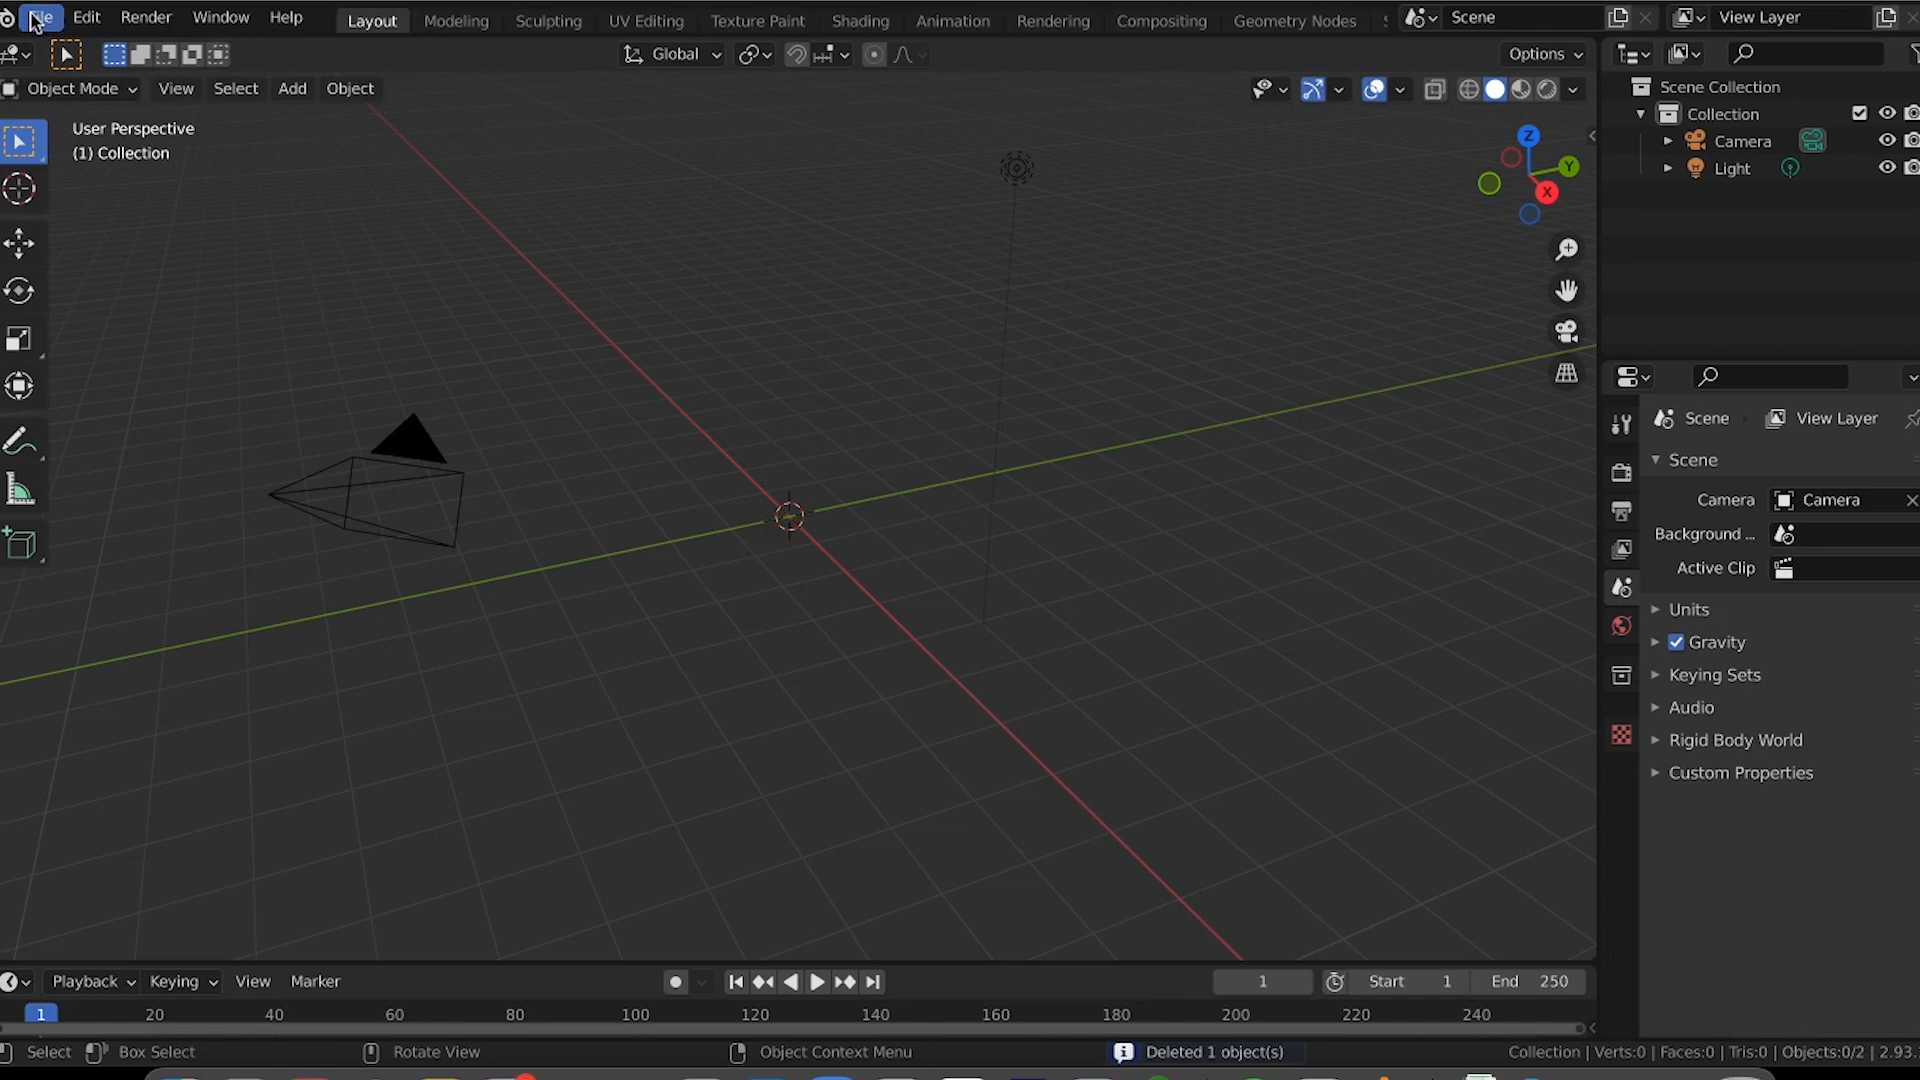 File Edit Render Window Help Layout Modeling Sculpting UV Editing Texture Paint Shading Animation Rendering Compositing Geometry Nodes Scene View Layer
Global Options
Object Mode View Select Add Object
User Perspective
(1) Collection
Z
Y
X
Scene Collection
Collection
Camera
Light
Scene View Layer
Scene
Camera Camera
Background ...
Active Clip
Units
Gravity
Keying Sets
Audio
Rigid Body World
Custom Properties
Playback Keying View Marker 1 Start 1 End 250
1 20 40 60 80 100 120 140 160 180 200 220 240
Select Box Select Rotate View Object Context Menu Deleted 1 object(s) Collection | Verts:0 | Faces:0 | Tris:0 | Objects:0/2 | 2.93.